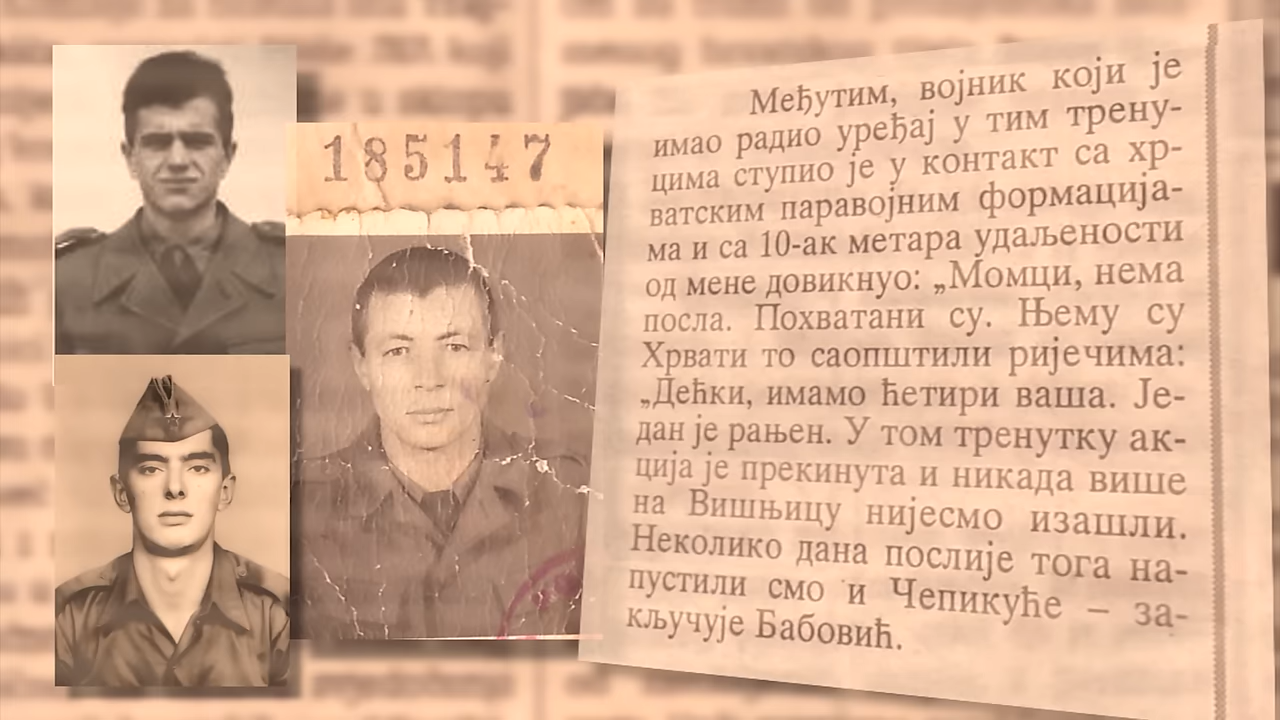 185147
Међутим, војник који је
имао радио уређај у тим трену-
цима ступио је у контакт са хр-
ватским паравојним формација-
ма и са 10-ак метара удаљености
од мене довикнуо: „Момци, нема
посла. Похватани су. Њему су
Хрвати то саопштили ријечима:
„Дећки, имамо ћетири ваша. Је-
дан је рањен. У том тренутку ак-
ција је прекинута и никада више
на Вишњицу нијесмо изашли.
Неколико дана послије тога на-
пустили смо и Чепикуће – за-
кључује Бабовић.